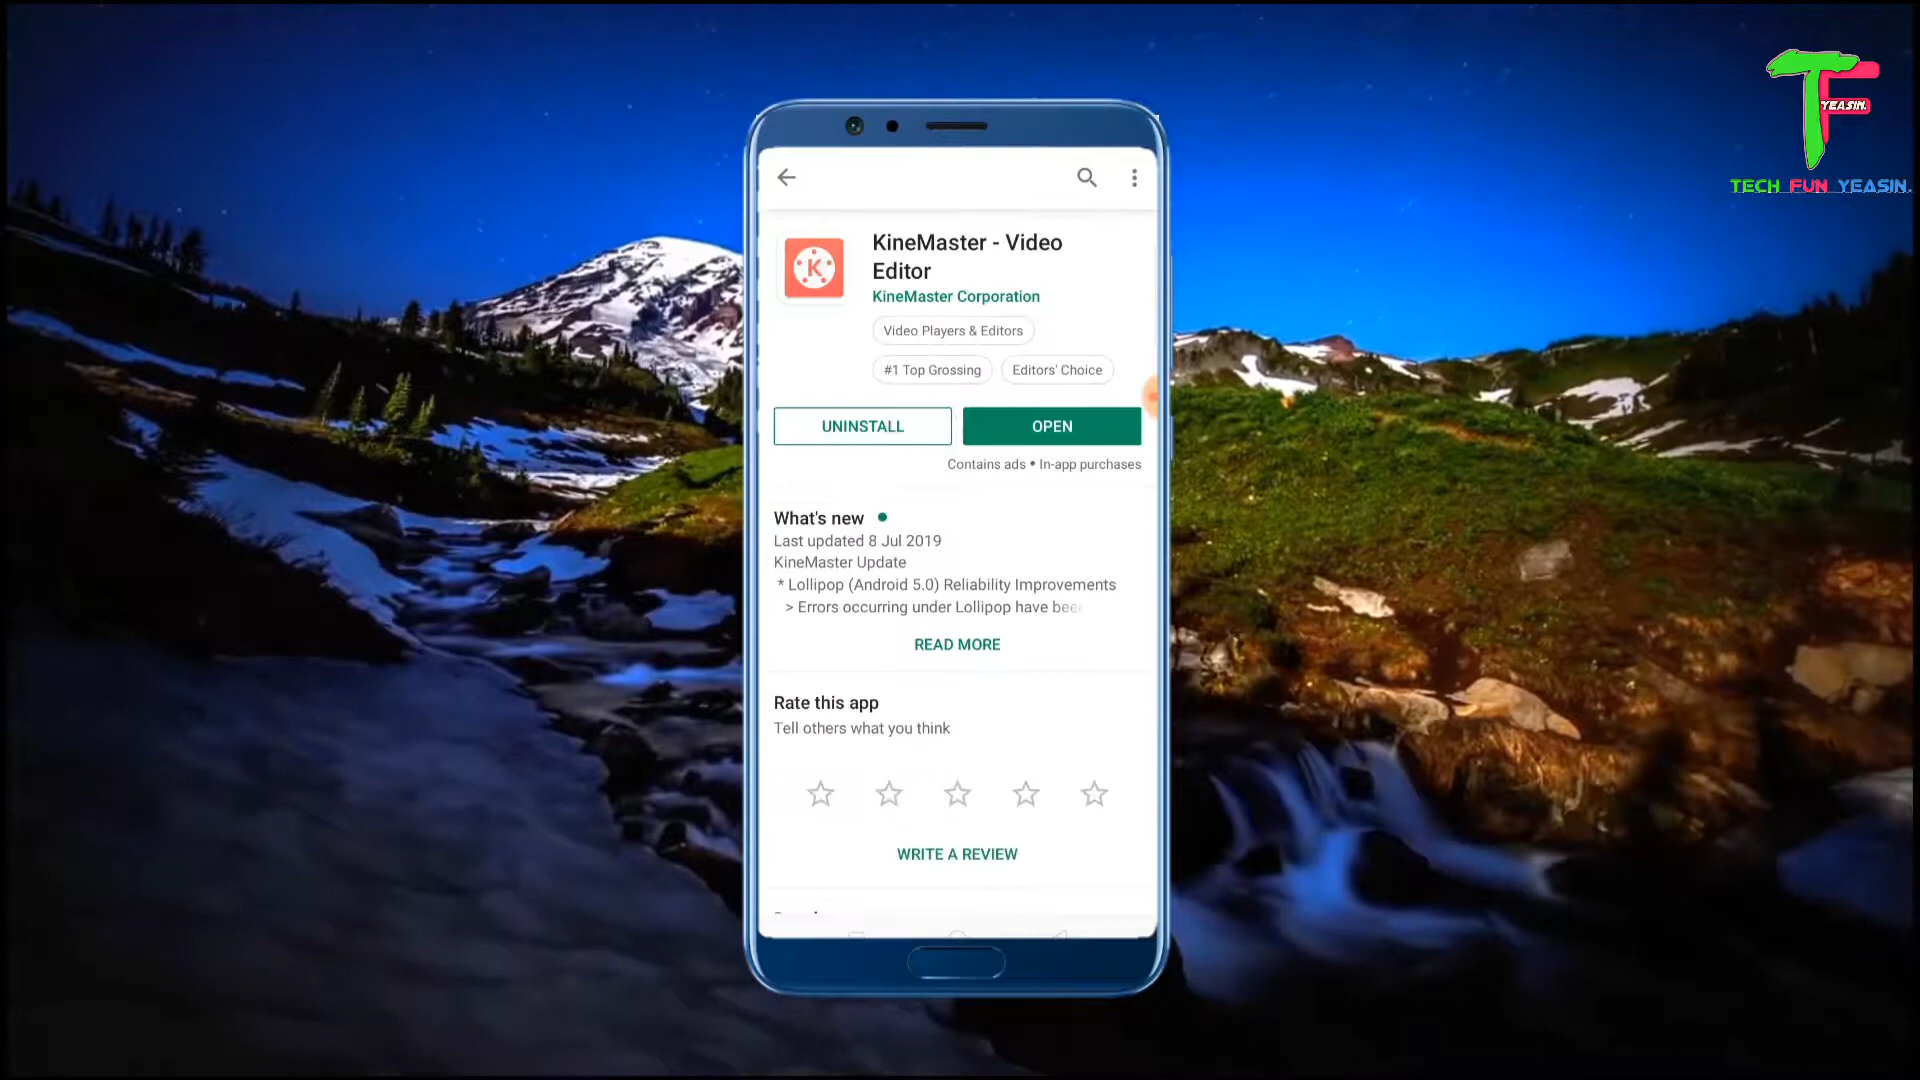 YEASIN.
TECH FUN YEASIN.
K
KineMaster - Video
Editor
KineMaster Corporation
Video Players & Editors
#1 Top Grossing
Editors' Choice
UNINSTALL
OPEN
Contains ads • In-app purchases
What's new
Last updated 8 Jul 2019
KineMaster Update
* Lollipop (Android 5.0) Reliability Improvements
> Errors occurring under Lollipop have been
READ MORE
Rate this app
Tell others what you think
WRITE A REVIEW